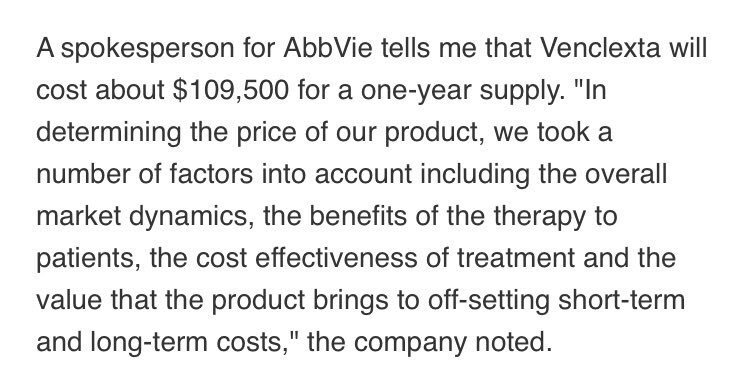 A spokesperson for AbbVie tells me that Venclexta will
cost about $109,500 for a one-year supply. "In
determining the price of our product, we took a
number of factors into account including the overall
market dynamics, the benefits of the therapy to
patients, the cost effectiveness of treatment and the
value that the product brings to off-setting short-term
and long-term costs," the company noted.